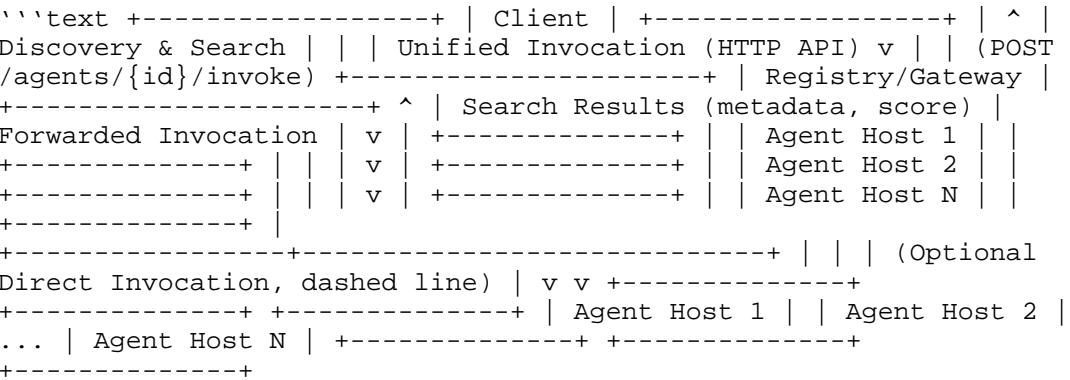 ```text +-----------------+ | Client | +-----------------+ | ^ |
Discovery & Search | | | Unified Invocation (HTTP API) v | | (POST
/agents/{id}/invoke) +----------------------+ | Registry/Gateway |
+-----------------------+ ^ | Search Results (metadata, score) |
Forwarded Invocation | v | +--------------+ | | Agent Host 1 | |
+--------------+ | | | v | +--------------+ | | Agent Host 2 | |
+--------------+ | | | v | +--------------+ | | Agent Host N | |
+--------------+ |
+-----------------+-----------------------------+ | | | (Optional
Direct Invocation, dashed line) | v v +--------------+
+--------------+ +--------------+ | Agent Host 1 | | Agent Host 2 |
... | Agent Host N | +--------------+ +--------------+
+--------------+